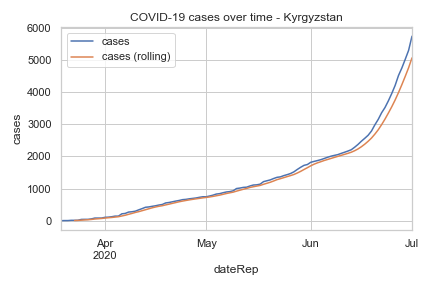 COVID-19 cases over time - Kyrgyzstan
6000
5000
4000
3000
2000
1000
0
cases
cases
cases (rolling)
Apr
2020
May
Jun
Jul
dateRep